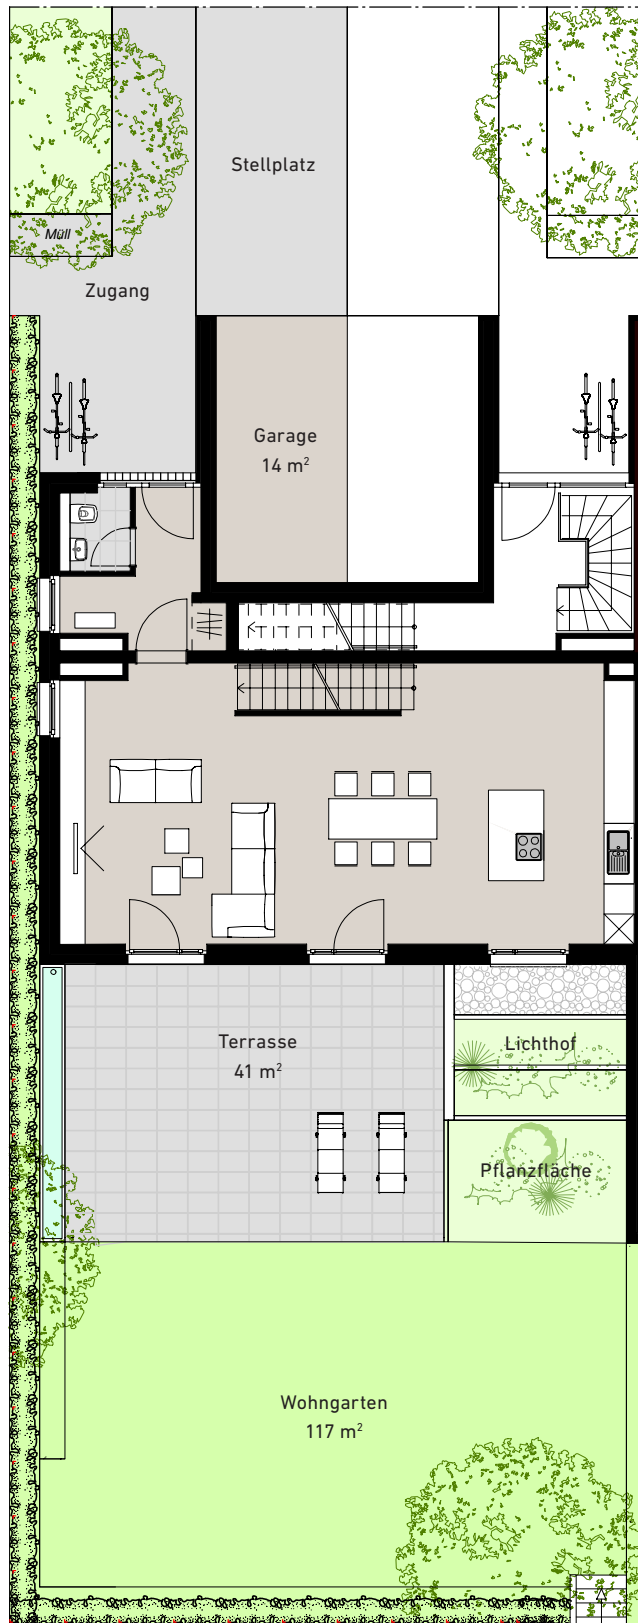 Stellplatz
Müll
Zugang
Garage
14 m²
Terrasse
41 m²
Lichthof
Pflanzfläche
Wohngarten
117 m²